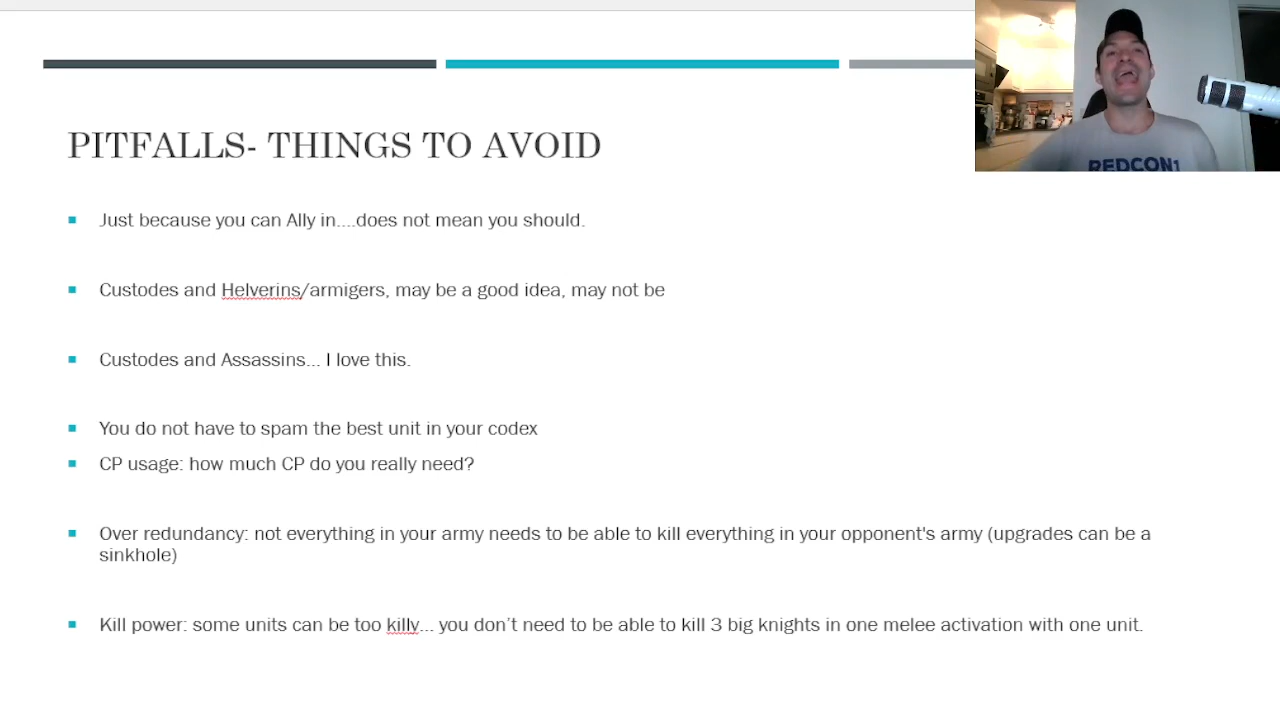 REDCON1
PITFALLS- THINGS TO AVOID
Just because you can Ally in....does not mean you should.
Custodes and Helverins/armigers, may be a good idea, may not be
Custodes and Assassins... I love this.
You do not have to spam the best unit in your codex
CP usage: how much CP do you really need?
Over redundancy: not everything in your army needs to be able to kill everything in your opponent's army (upgrades can be a
sinkhole)
Kill power: some units can be too killy... you don’t need to be able to kill 3 big knights in one melee activation with one unit.